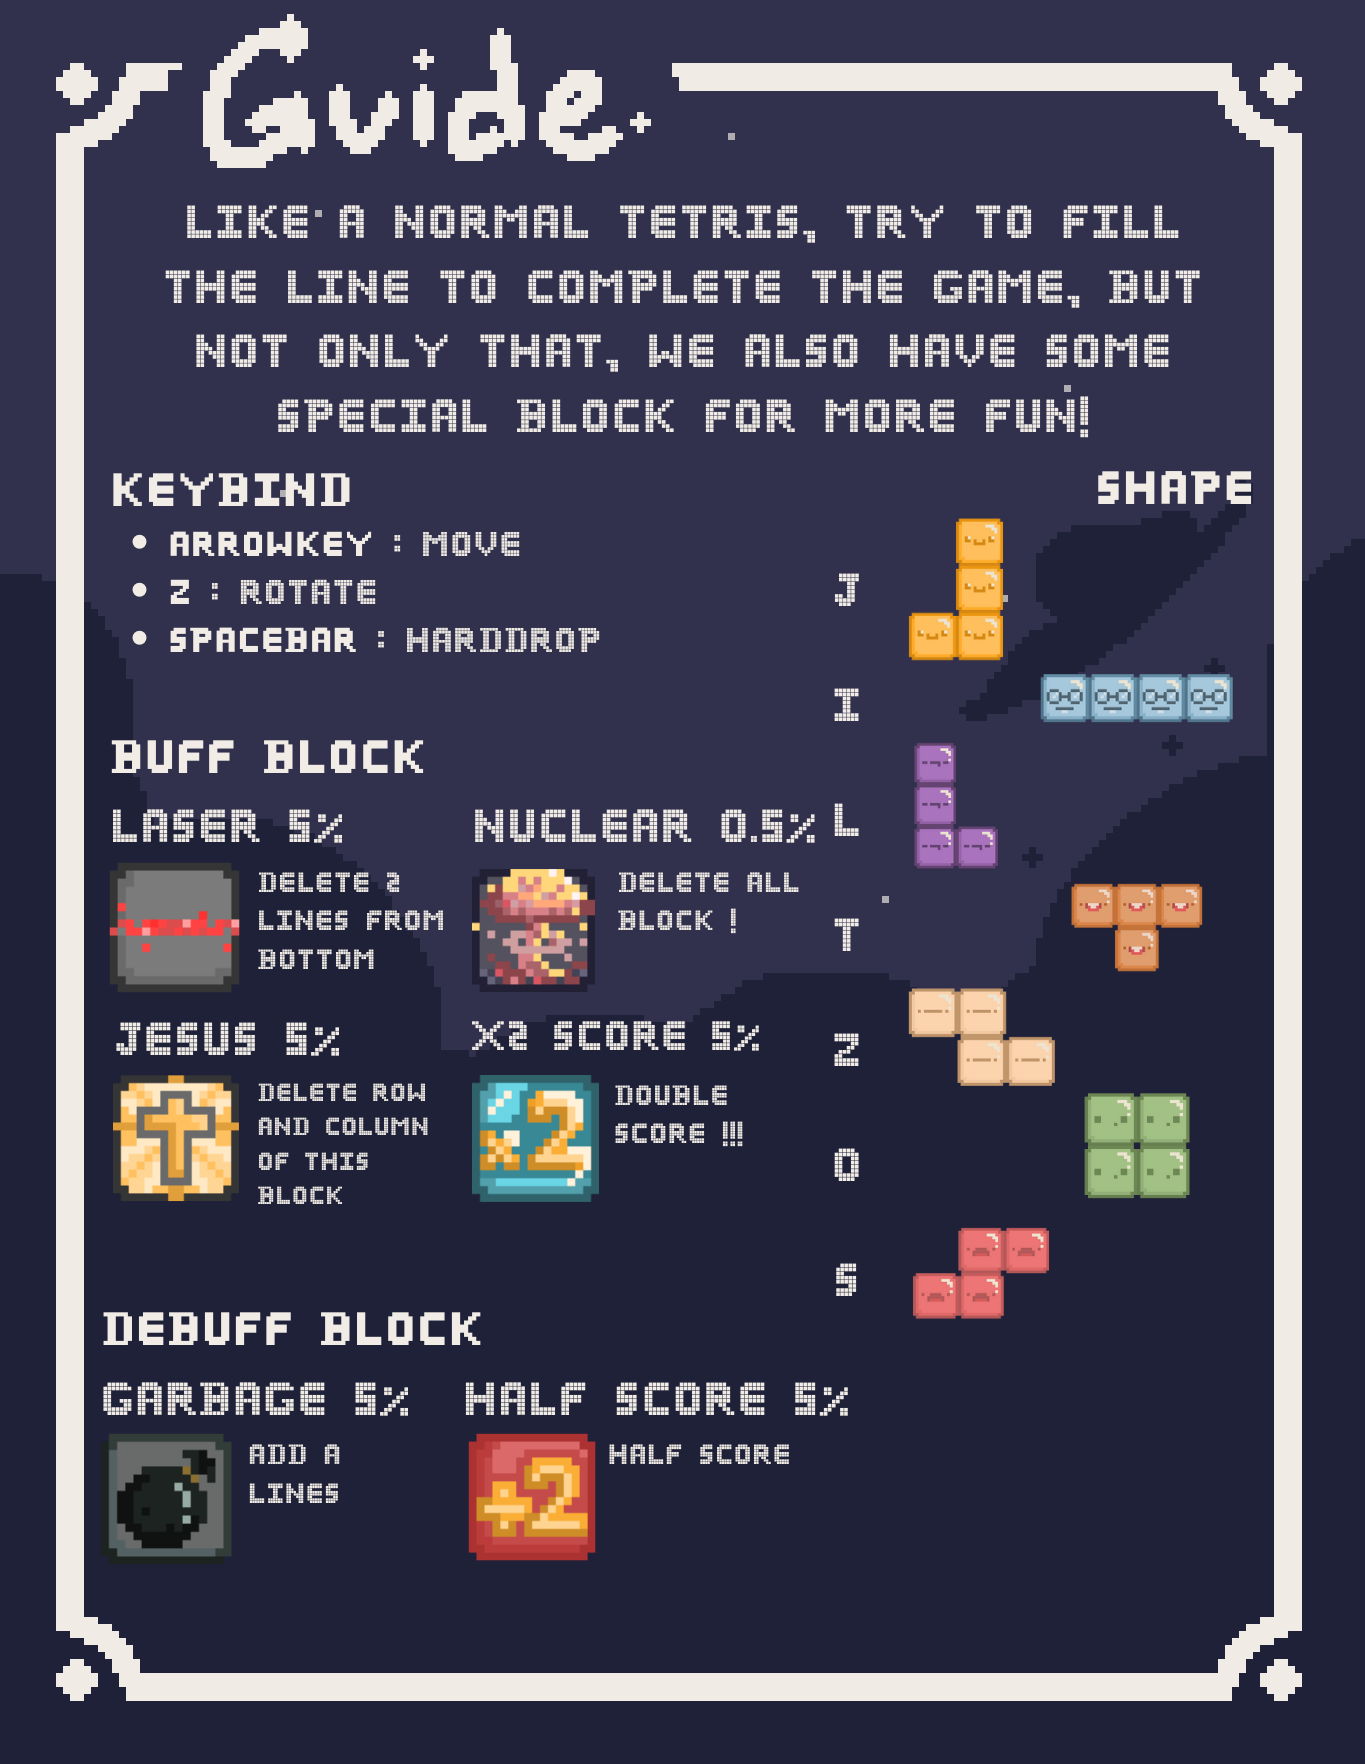 Guide
LIKE A NORMAL TETRIS, TRY TO FILL
THE LINE TO COMPLETE THE GAME, BUT
NOT ONLY THAT, WE ALSO HAVE SOME
SPECIAL BLOCK FOR MORE FUN!
KEYBIND
• ARROWKEY : MOVE
• Z : ROTATE
• SPACEBAR : HARDDROP
BUFF BLOCK
LASER 5%
DELETE 2
LINES FROM
BOTTOM
NUCLEAR 0.5%
DELETE ALL
BLOCK !
JESUS 5%
DELETE ROW
AND COLUMN
OF THIS
BLOCK
X2 SCORE 5%
×2
DOUBLE
SCORE !!!
DEBUFF BLOCK
GARBAGE 5%
ADD A
LINES
HALF SCORE 5%
÷2
HALF SCORE
SHAPE
J
I
L
T
Z
O
S